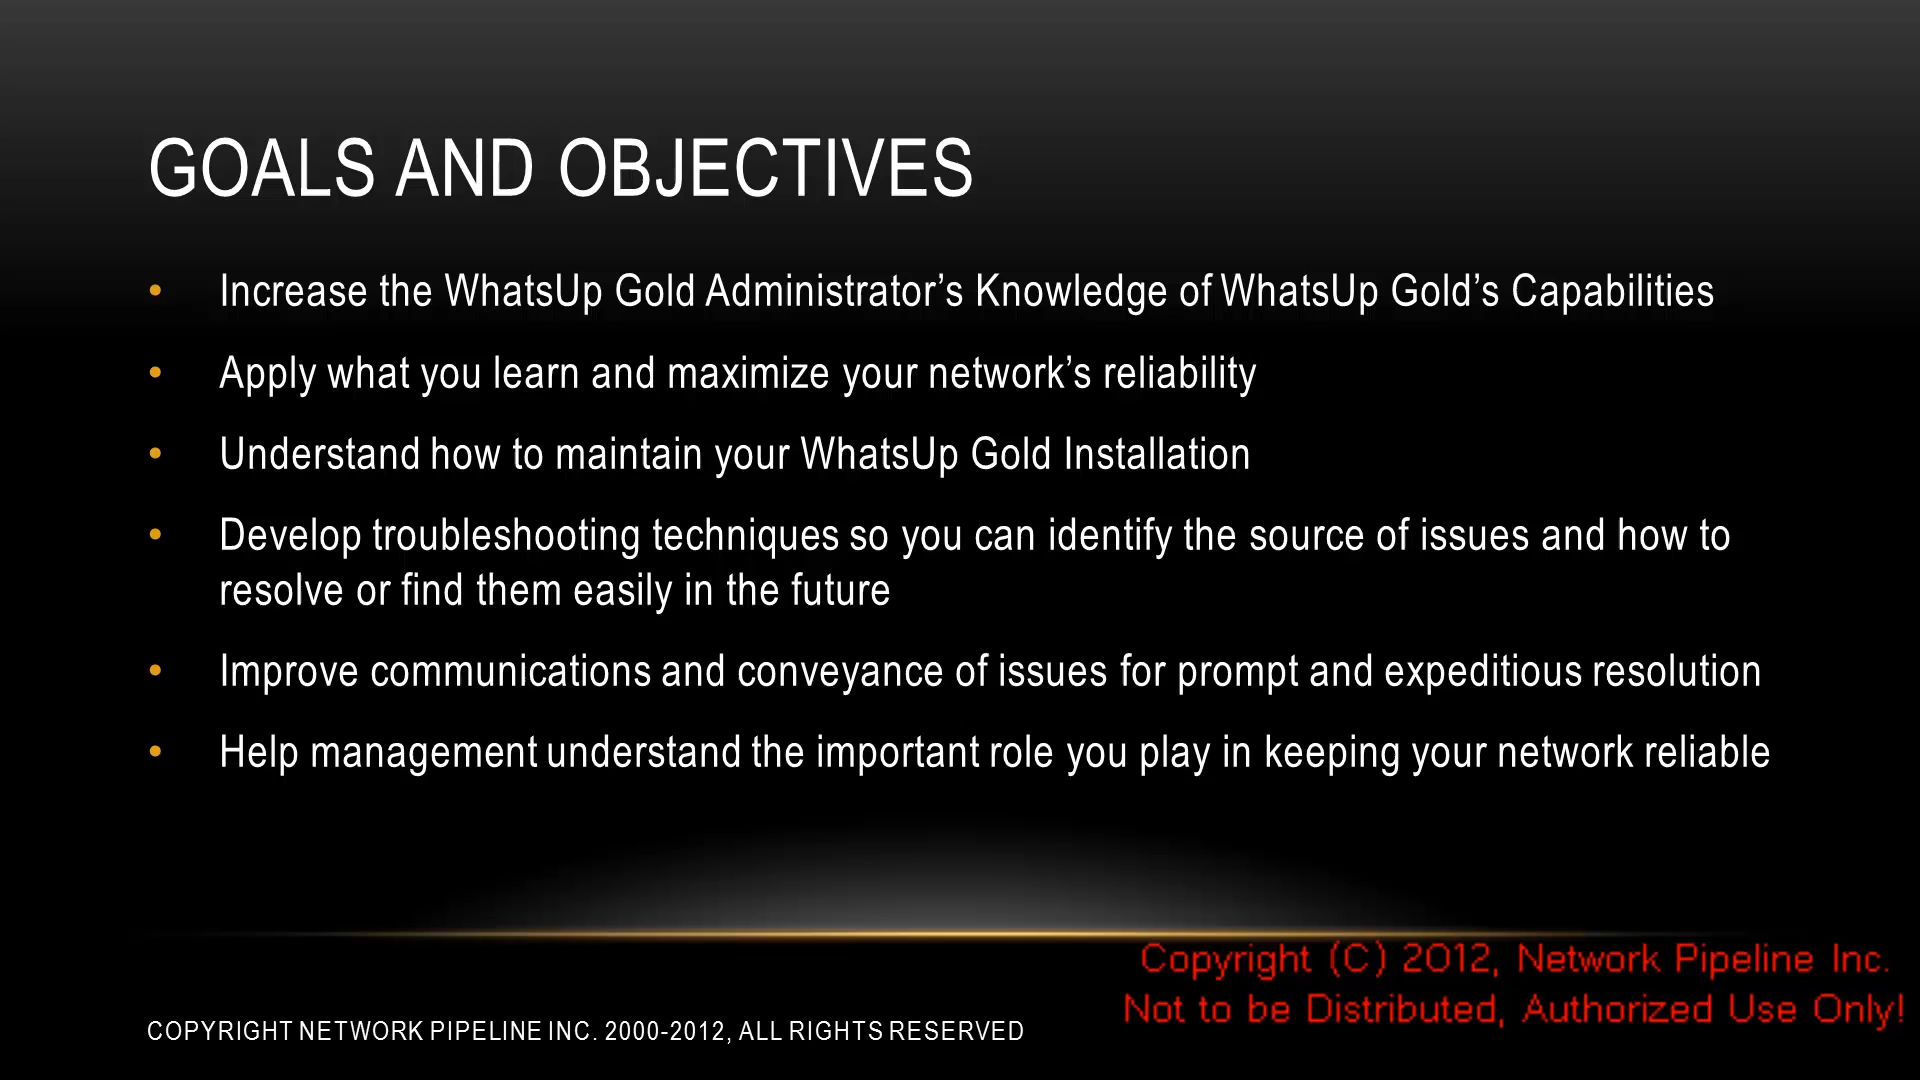 GOALS AND OBJECTIVES
• Increase the WhatsUp Gold Administrator’s Knowledge of WhatsUp Gold’s Capabilities
• Apply what you learn and maximize your network’s reliability
• Understand how to maintain your WhatsUp Gold Installation
• Develop troubleshooting techniques so you can identify the source of issues and how to
resolve or find them easily in the future
• Improve communications and conveyance of issues for prompt and expeditious resolution
• Help management understand the important role you play in keeping your network reliable
Copyright (C) 2012, Network Pipeline Inc.
Not to be Distributed, Authorized Use Only!
COPYRIGHT NETWORK PIPELINE INC. 2000-2012, ALL RIGHTS RESERVED